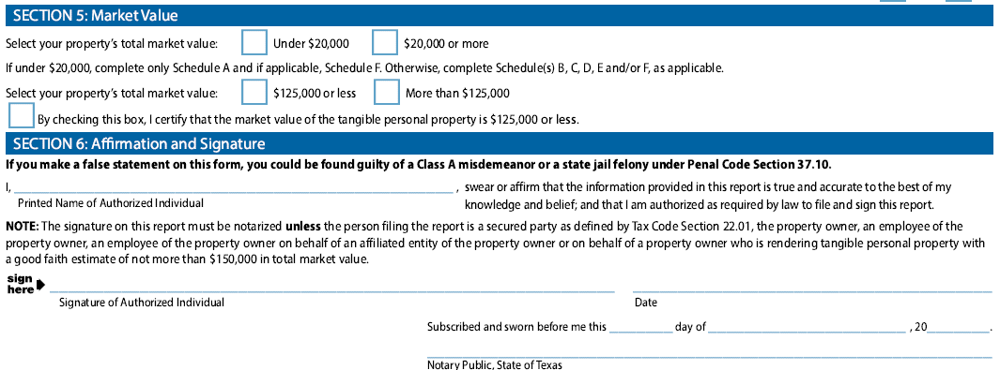 SECTION 5: Market Value
Select your property's total market value: Under $20,000 $20,000 or more
If under $20,000, complete only Schedule A and if applicable, Schedule F. Otherwise, complete Schedule(s) B, C, D, E and/or F, as applicable.
Select your property's total market value: $125,000 or less More than $125,000
By checking this box, I certify that the market value of the tangible personal property is $125,000 or less.
SECTION 6: Affirmation and Signature
If you make a false statement on this form, you could be found guilty of a Class A misdemeanor or a state jail felony under Penal Code Section 37.10.
I, , swear or affirm that the information provided in this report is true and accurate to the best of my
Printed Name of Authorized Individual knowledge and belief; and that I am authorized as required by law to file and sign this report.
NOTE: The signature on this report must be notarized unless the person filing the report is a secured party as defined by Tax Code Section 22.01, the property owner, an employee of the
property owner, an employee of the property owner on behalf of an affiliated entity of the property owner or on behalf of a property owner who is rendering tangible personal property with
a good faith estimate of not more than $150,000 in total market value.
sign
here
Signature of Authorized Individual Date
Subscribed and sworn before me this day of , 20 .
Notary Public, State of Texas